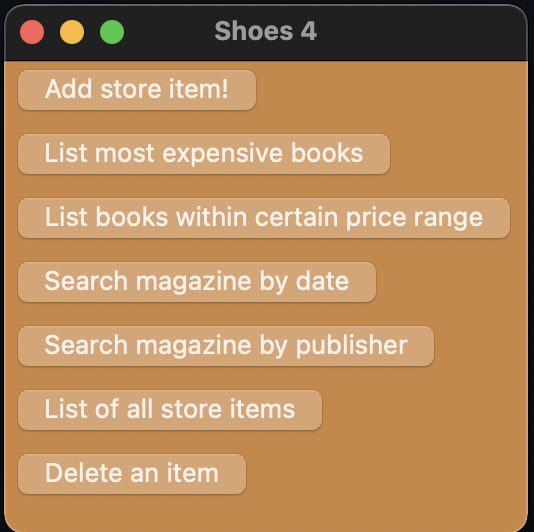 Shoes 4
Add store item!
List most expensive books
List books within certain price range
Search magazine by date
Search magazine by publisher
List of all store items
Delete an item